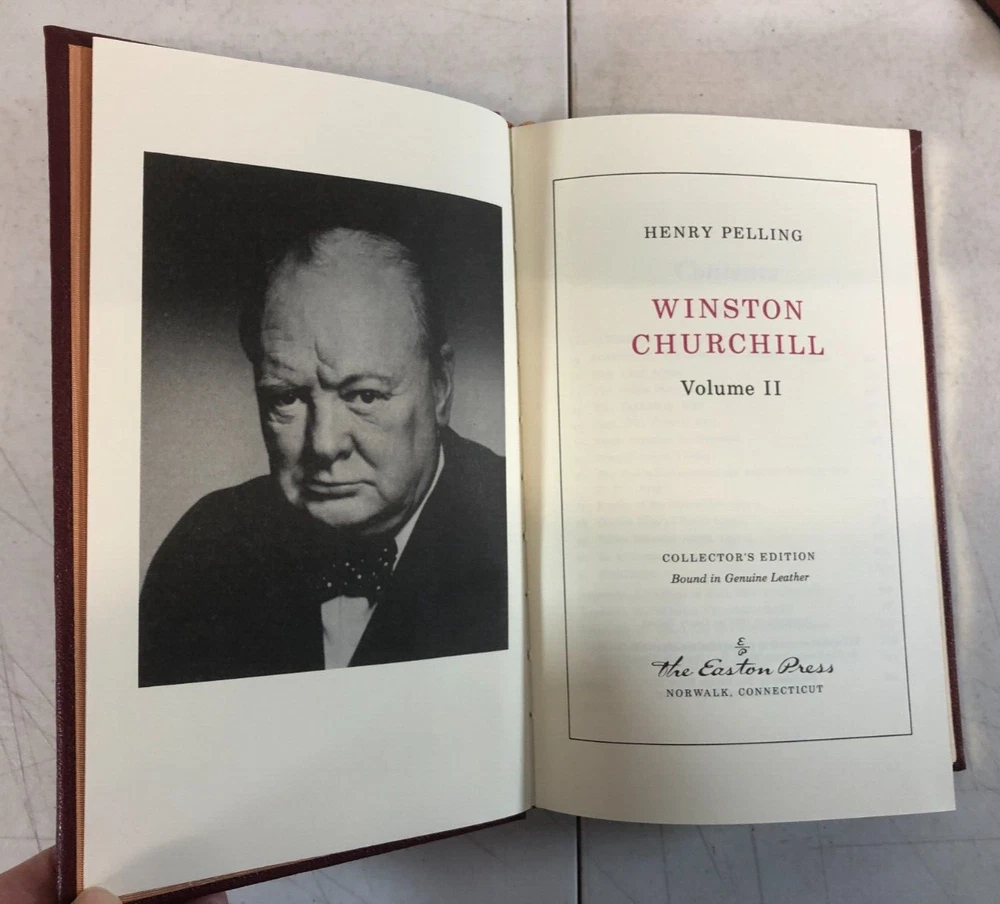 HENRY PELLING
WINSTON
CHURCHILL
Volume II
COLLECTOR'S EDITION
Bound in Genuine Leather
E
P
The Easton Press
NORWALK, CONNECTICUT